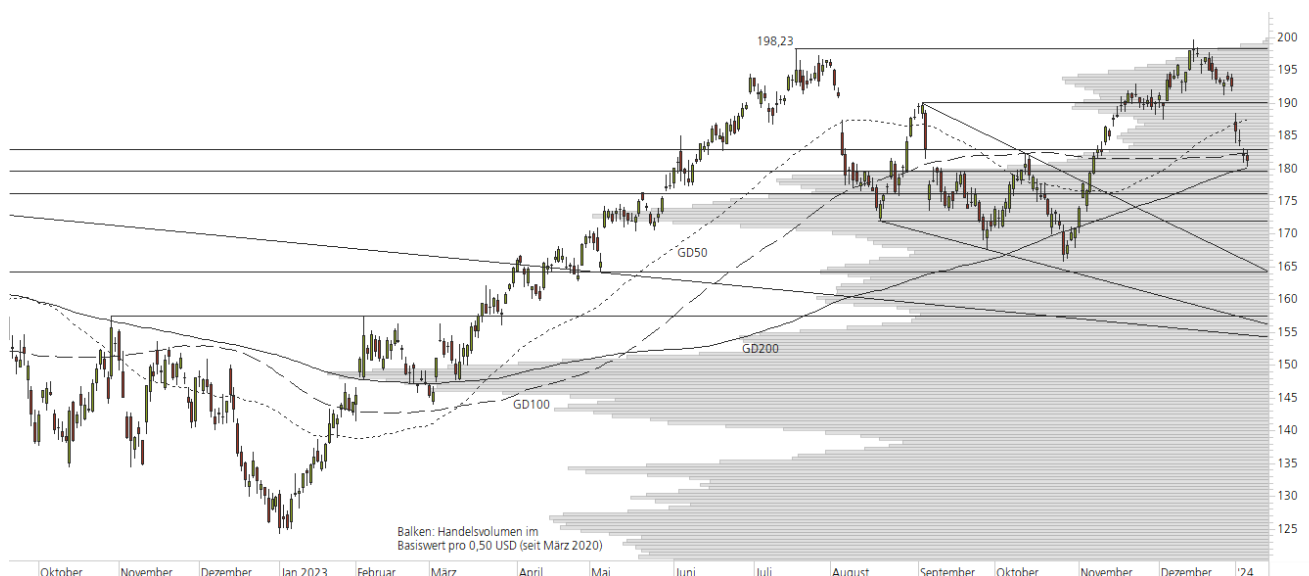 198,23
200
195
190
185
180
175
170
165
160
155
150
145
140
135
130
125
GD50
GD200
GD100
Balken: Handelsvolumen im
Basiswert pro 0,50 USD (seit März 2020)
Oktober November Dezember Jan 2023 Februar März April Mai Juni Juli August September Oktober November Dezember '24